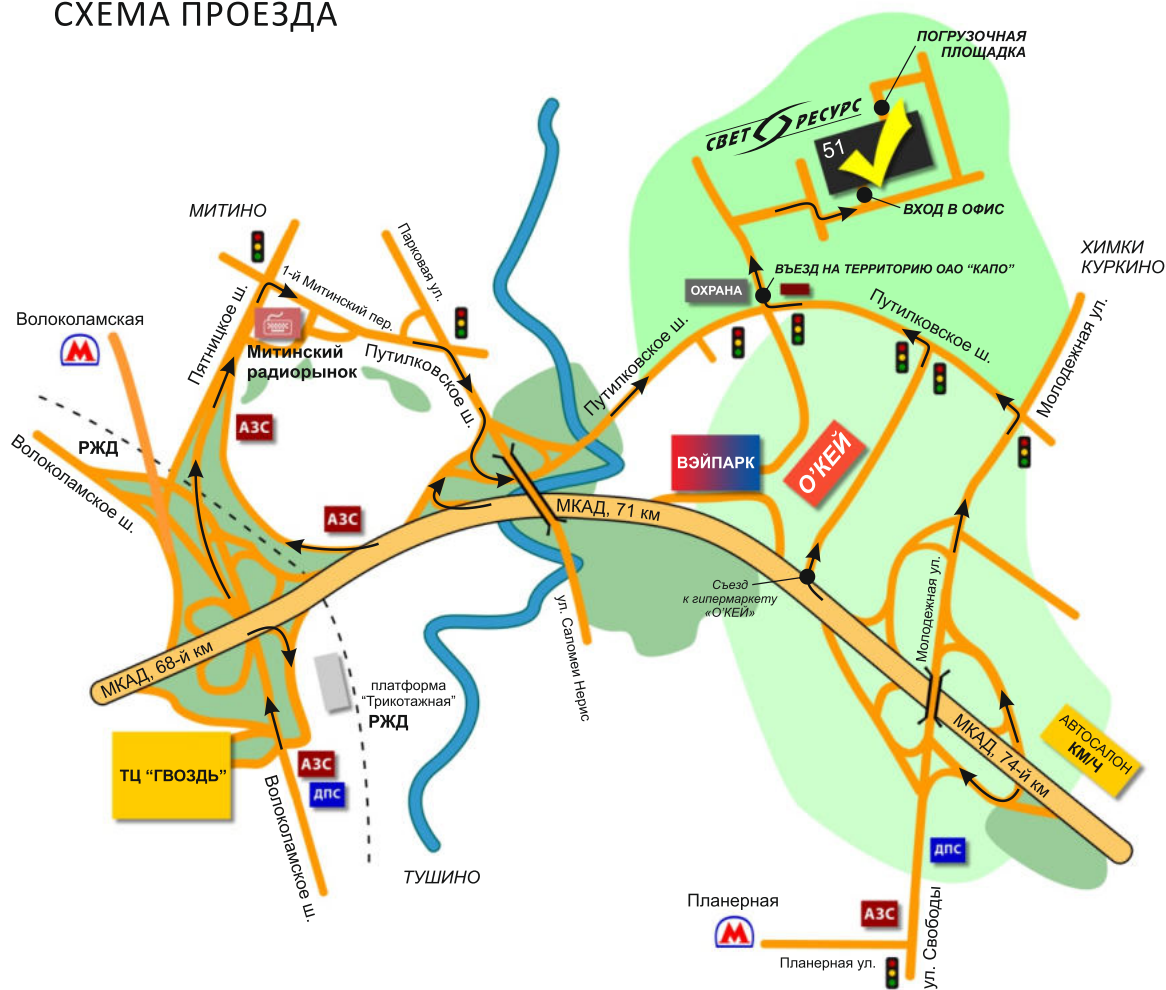 СХЕМА ПРОЕЗДА
ПОГРУЗОЧНАЯ
ПЛОЩАДКА
СВЕТ РЕСУРС
51
ВХОД В ОФИС
МИТИНО
Парковая ул.
ХИМКИ
КУРКИНО
1-й Митинский пер.
ВЪЕЗД НА ТЕРРИТОРИЮ ОАО "КАПО"
ОХРАНА
Путилковское ш.
Молодежная ул.
Волоколамская
М
Пятницкое ш.
Митинский
радиорынок
Путилковское ш.
Путилковское ш.
АЗС
РЖД
Волоколамское ш.
ВЭЙПАРК
О'КЕЙ
АЗС
МКАД, 71 км
Съезд
к гипермаркету
«О'КЕЙ»
Молодежная ул.
ул. Саломеи Нерис
МКАД, 68-й км
платформа
"Трикотажная"
РЖД
МКАД, 74-й км
АВТОСАЛОН
КМ/Ч
ТЦ "ГВОЗДЬ"
АЗС
ДПС
Волоколамское ш.
ТУШИНО
ДПС
Планерная
М
АЗС
ул. Свободы
Планерная ул.